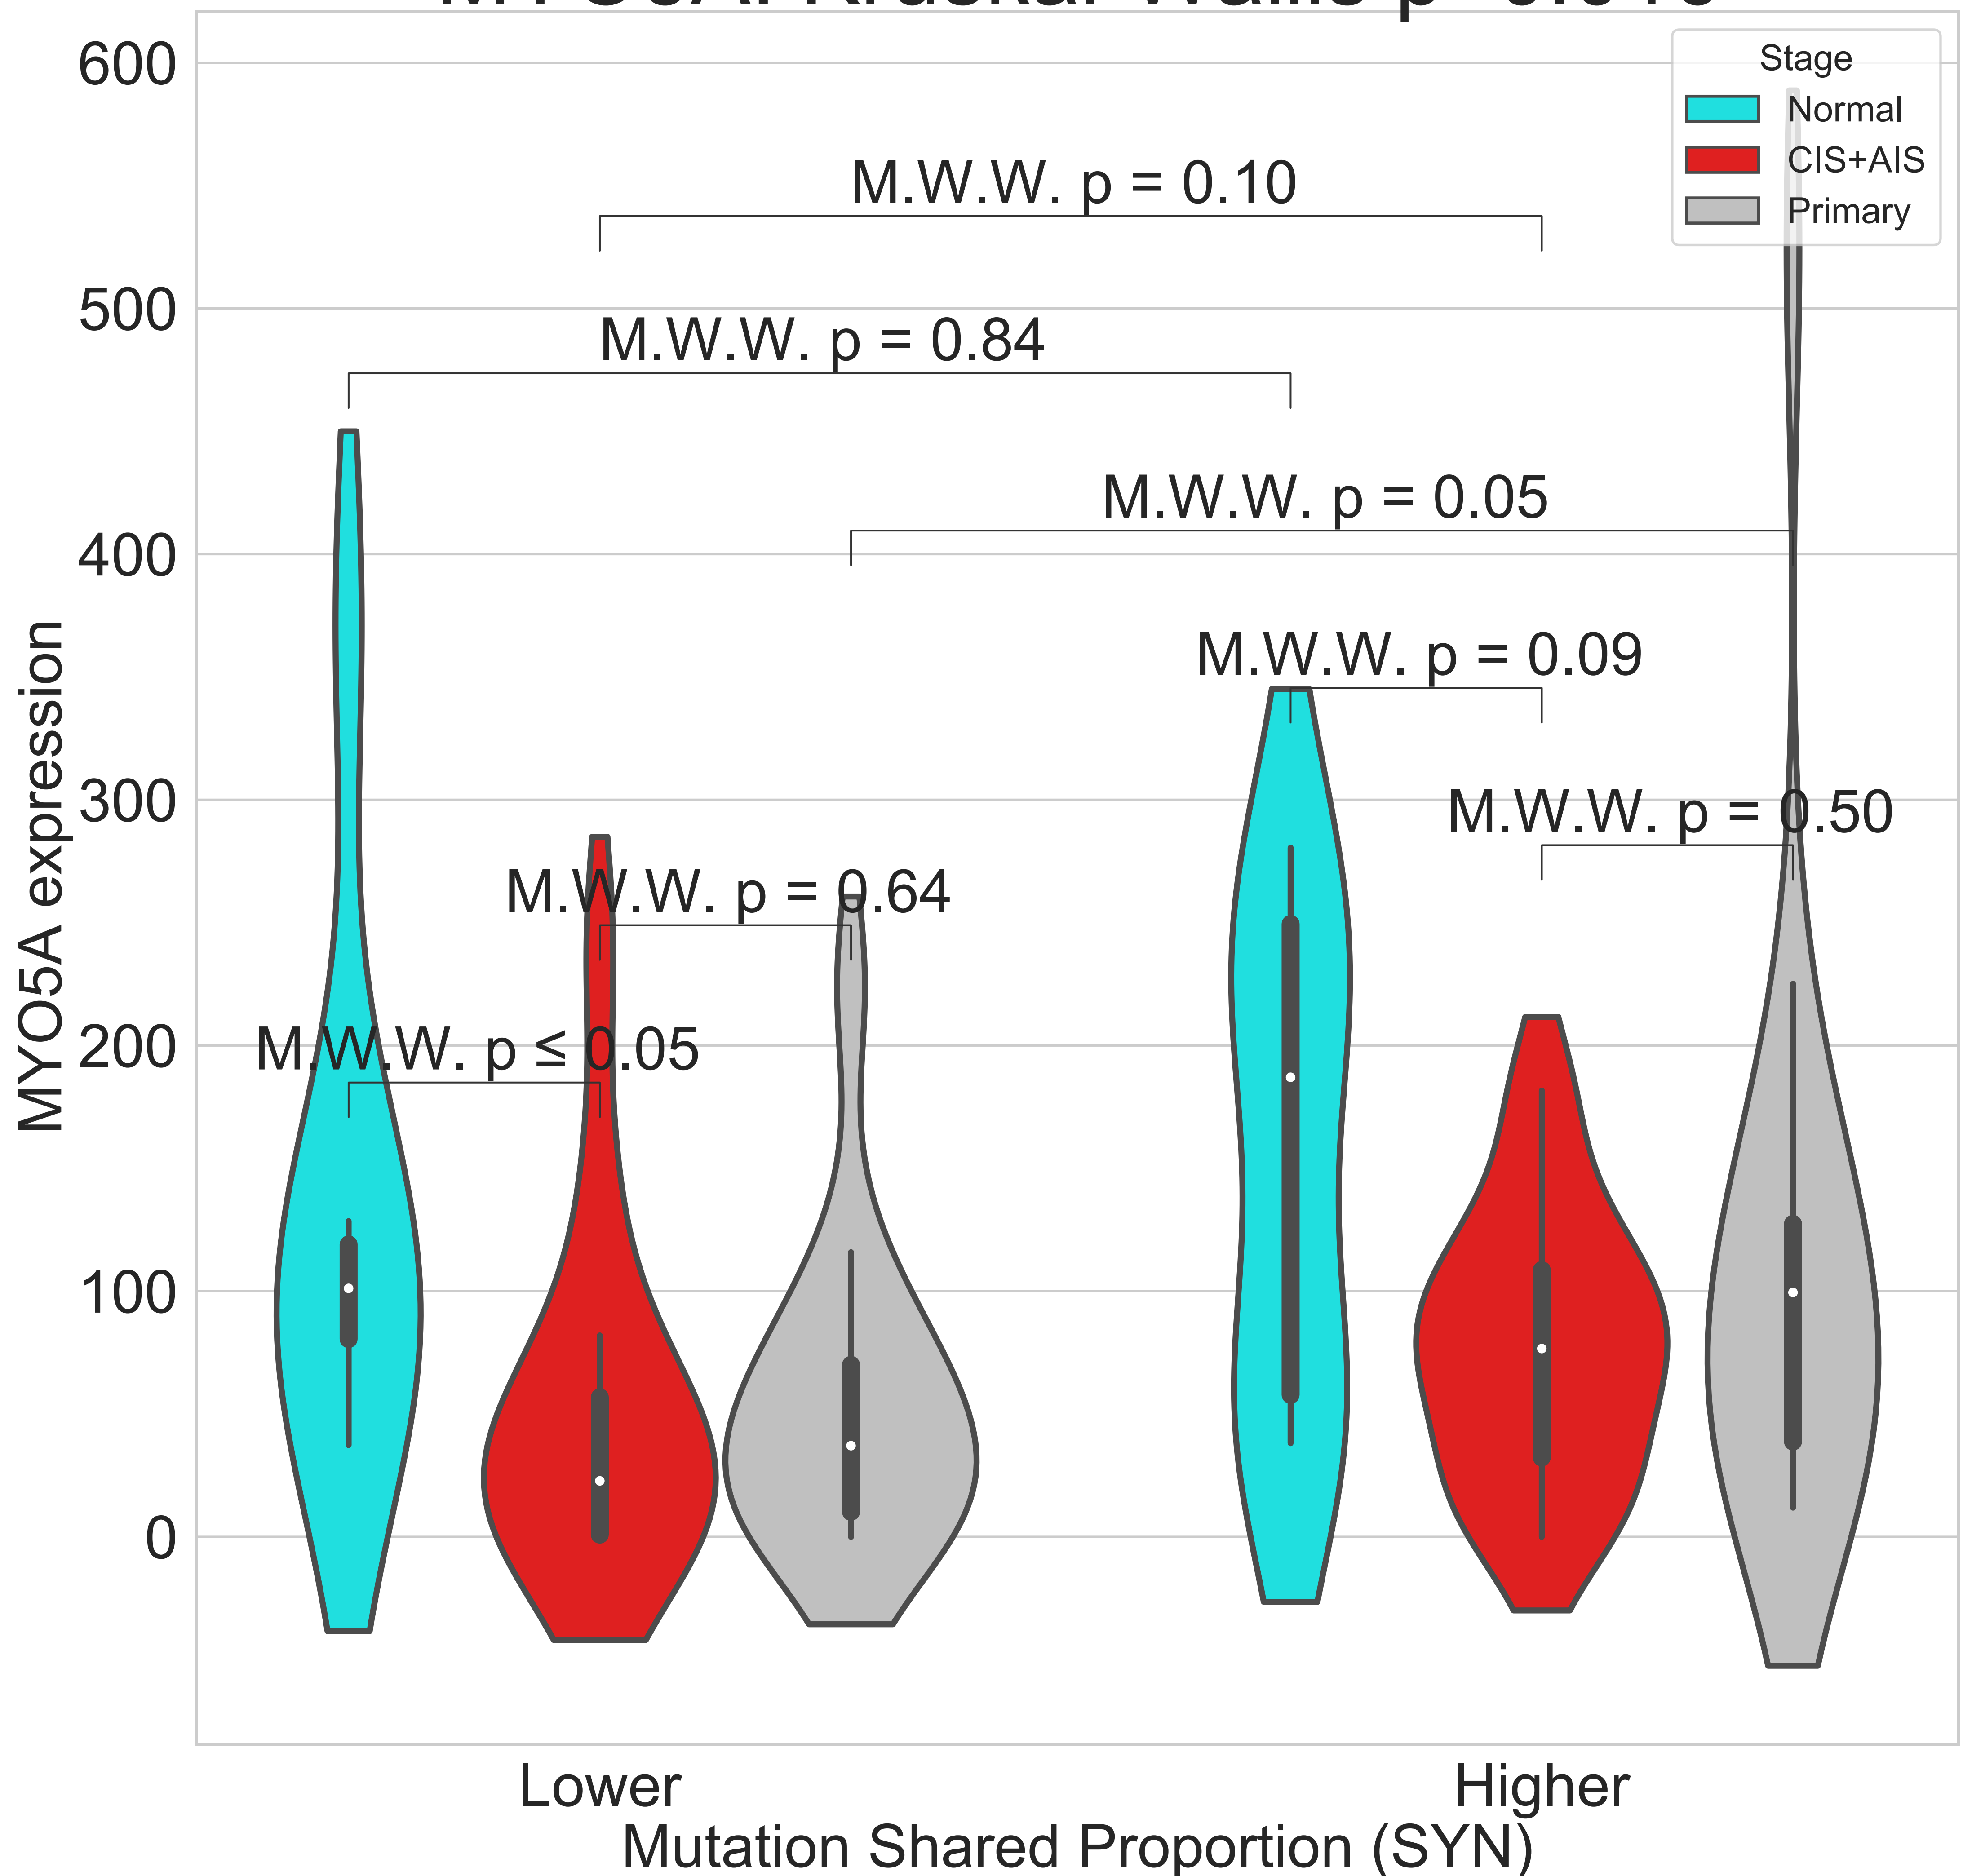 600
500
400
300
200
100
0
MYO5A expression
Stage
Normal
CIS+AIS
Primary
M.W.W. p = 0.10
M.W.W. p = 0.84
M.W.W. p = 0.05
M.W.W. p = 0.09
M.W.W. p = 0.50
M.W.W. p = 0.64
M.W.W. p ≤ 0.05
Lower
Higher
Mutation Shared Proportion (SYN)